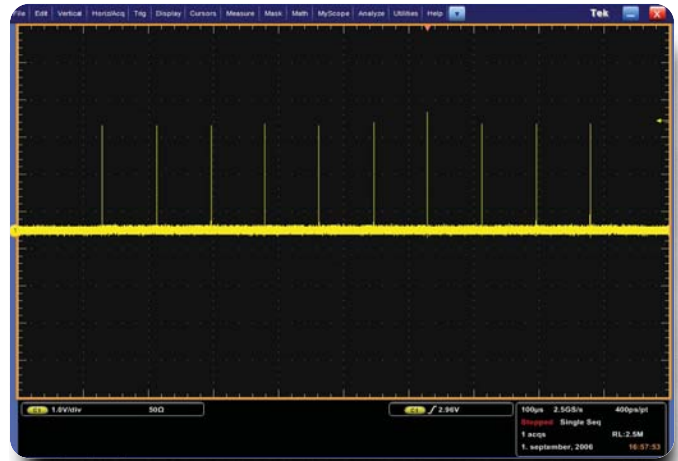 File Edit Vertical Horiz/Acq Trig Display Cursors Measure Mask Math MyScope Analyze Utilities Help Tek
C1 1.0V/div 50Ω
C1 2.96V
100µs 2.5GS/s 400ps/pt
Stopped Single Seq
1 acqs RL:2.5M
1. september, 2006 16:57:53